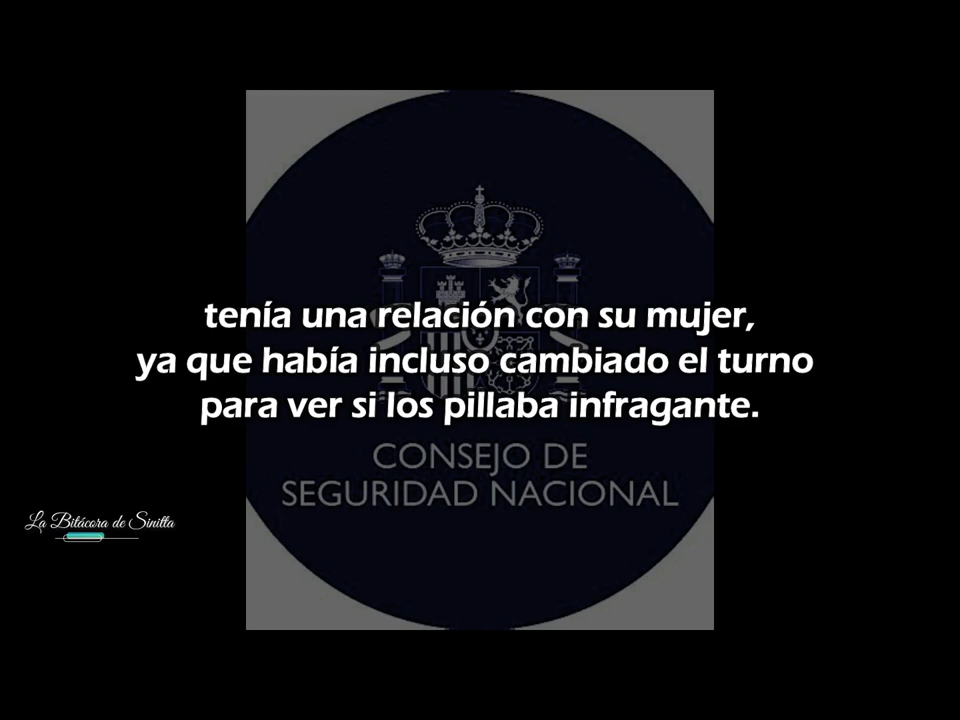 tenía una relación con su mujer,
ya que había incluso cambiado el turno
para ver si los pillaba infragante.
CONSEJO DE
SEGURIDAD NACIONAL
La Bitácora de Sinitta